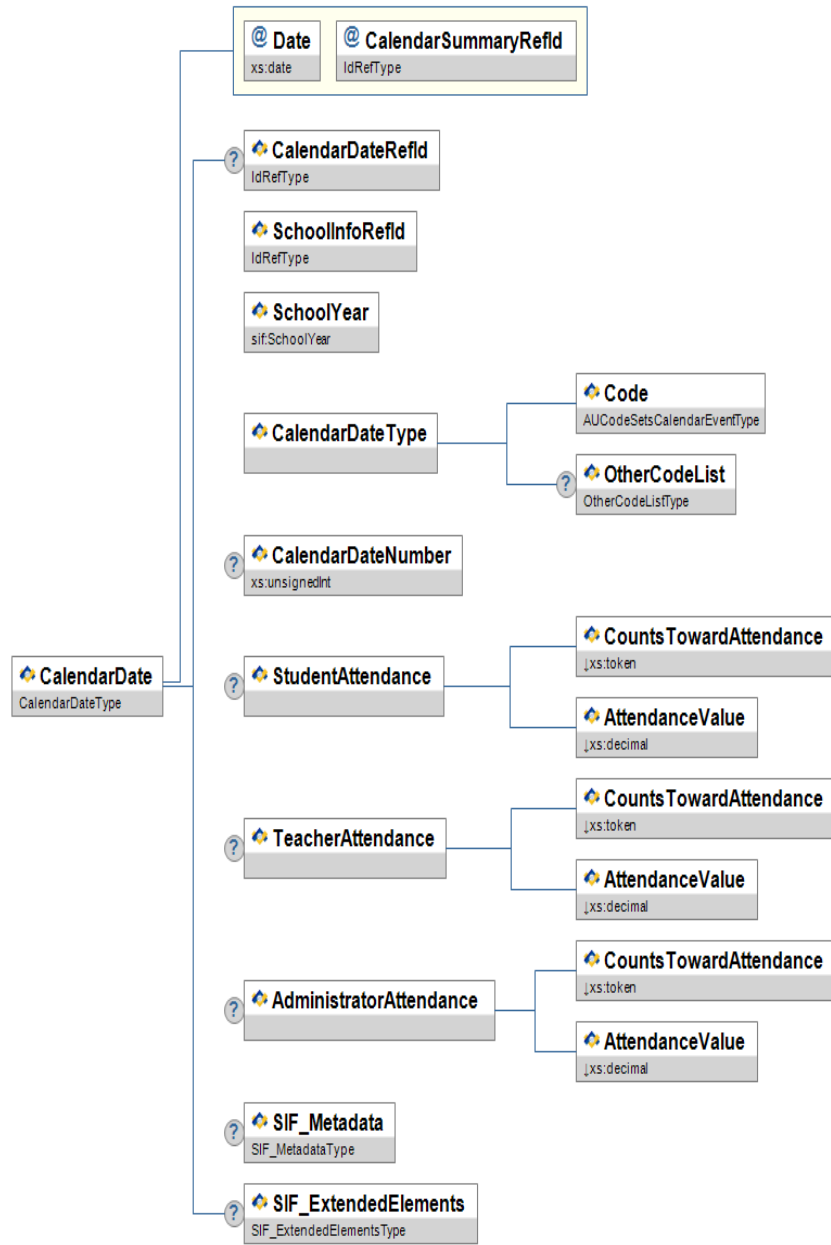 @ Date
xs:date
@ CalendarSummaryRefId
IdRefType
? CalendarDateRefId
IdRefType
SchoolInfoRefId
IdRefType
SchoolYear
sif:SchoolYear
CalendarDateType
Code
AUCodeSetsCalendarEventType
? OtherCodeList
OtherCodeListType
? CalendarDateNumber
xs:unsignedInt
CalendarDate
CalendarDateType
? StudentAttendance
CountsTowardAttendance
↓xs:token
AttendanceValue
↓xs:decimal
? TeacherAttendance
CountsTowardAttendance
↓xs:token
AttendanceValue
↓xs:decimal
? AdministratorAttendance
CountsTowardAttendance
↓xs:token
AttendanceValue
↓xs:decimal
? SIF_Metadata
SIF_MetadataType
? SIF_ExtendedElements
SIF_ExtendedElementsType